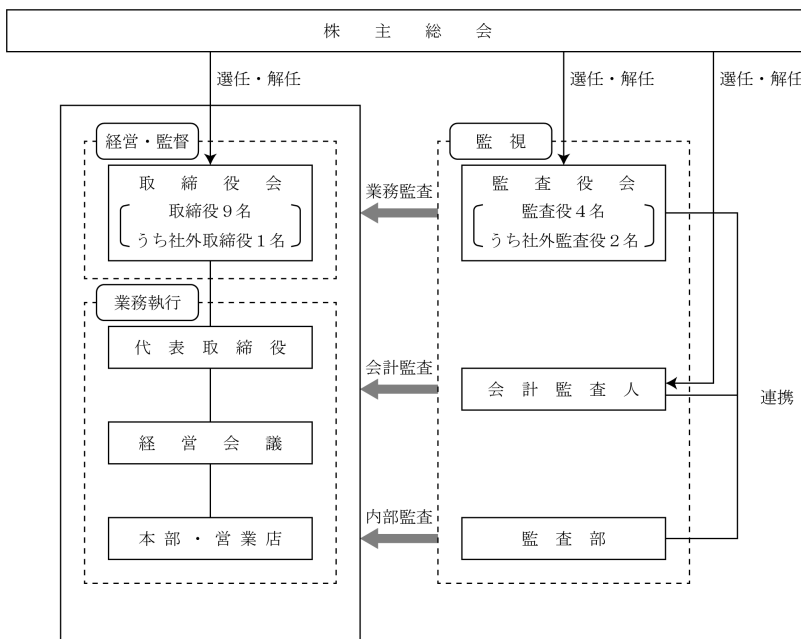 株主総会
選任・解任
選任・解任
選任・解任
経営・監督
監視
取締役会
取締役9名
うち社外取締役1名
業務監査
監査役会
監査役4名
うち社外監査役2名
業務執行
代表取締役
会計監査
会計監査人
連携
経営会議
内部監査
本部・営業店
監査部